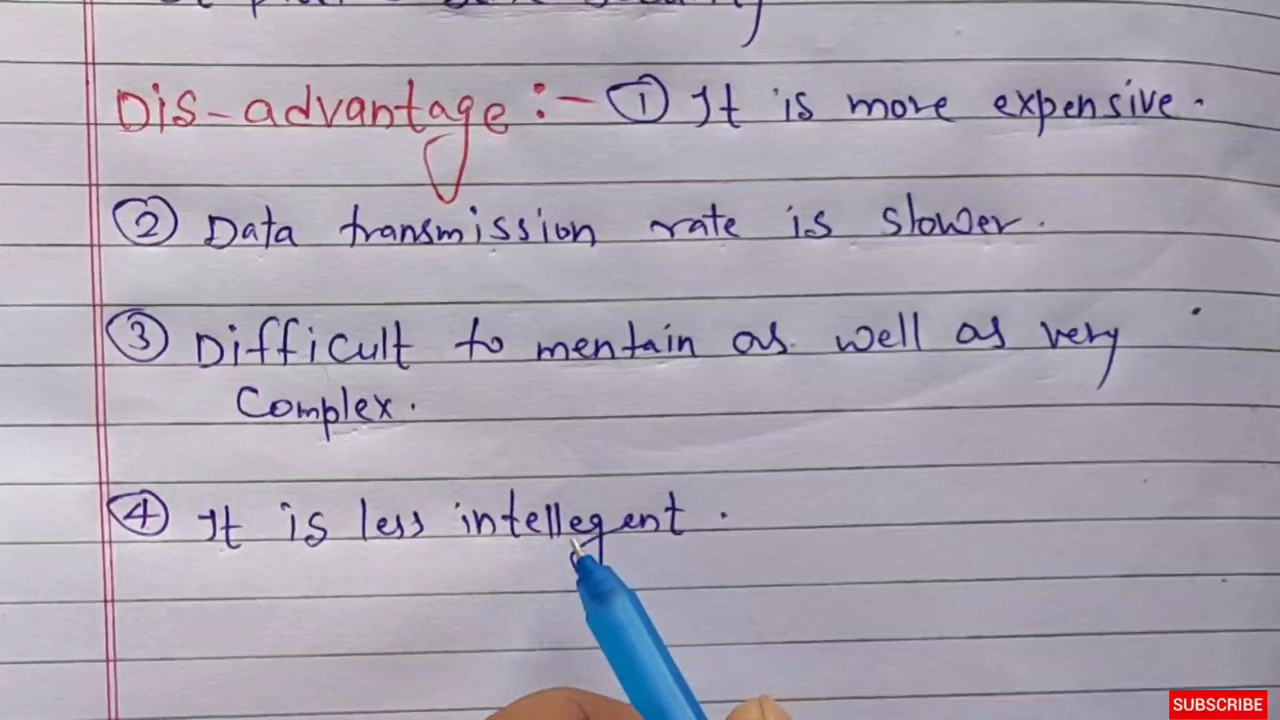 Dis-advantage :- ① It is more expensive.
② Data transmission rate is slower.
③ Difficult to mentain as well as very
Complex.
④ It is less intellegent.
SUBSCRIBE